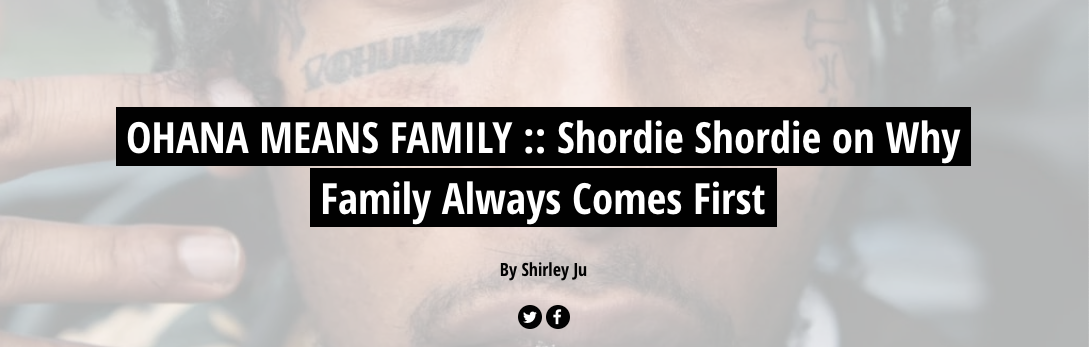 OHANA MEANS FAMILY :: Shordie Shordie on Why
Family Always Comes First
By Shirley Ju